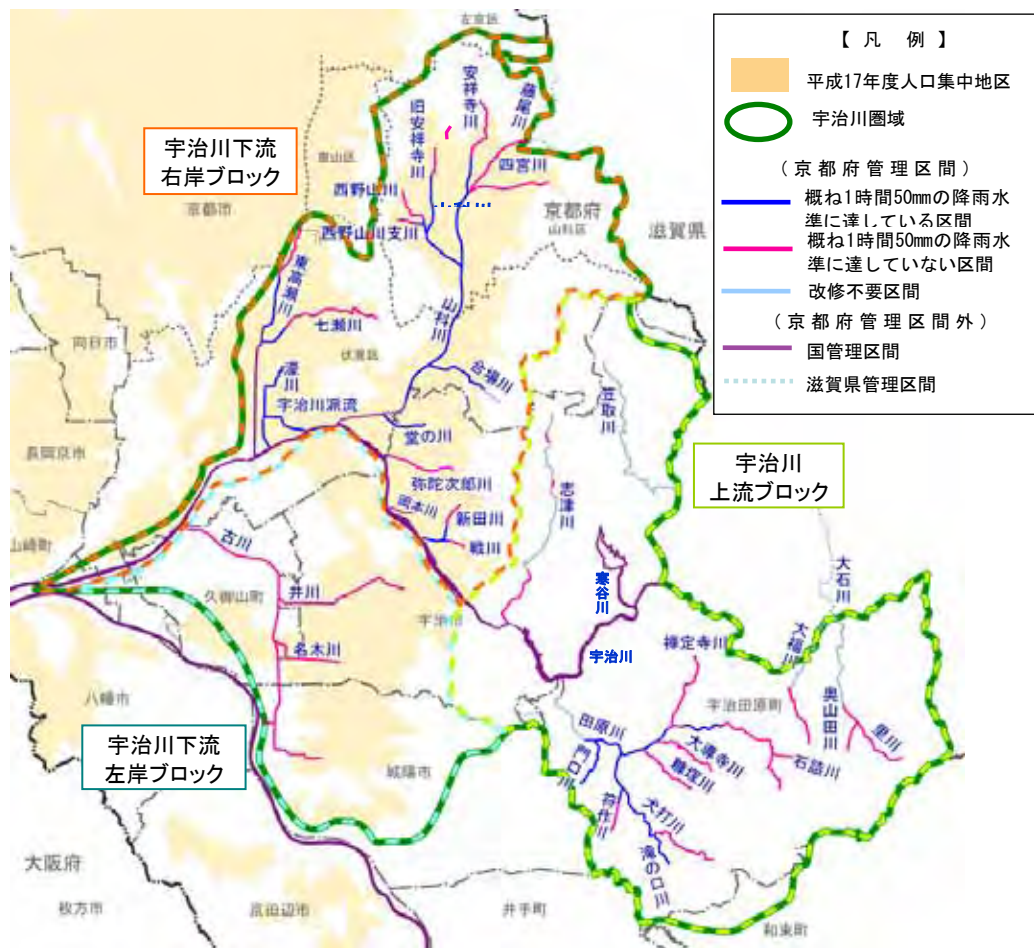 【 凡 例 】
平成17年度人口集中地区
宇治川圏域
(京都府管理区間)
概ね1時間50mmの降雨水
準に達している区間
概ね1時間50mmの降雨水
準に達していない区間
改修不要区間
(京都府管理区間外)
国管理区間
滋賀県管理区間
左京区
安祥寺川
藤尾川
旧安祥寺川
宇治川下流
右岸ブロック
東山区
四宮川
西野山川
京都市
京都府
山科区
滋賀県
西野山川支川
東高瀬川
山科川
七瀬川
向日市
伏見区
合場川
濠川
笠取川
宇治川派流
堂の川
長岡京市
宇治川
上流ブロック
弥陀次郎川
志津川
岡本川
新田川
戦川
古川
大石川
山崎町
寒谷川
井川
久御山町
宇治市
大福川
禅定寺川
名木川
宇治川
八幡市
宇治田原町
奥山田川
田原川
里川
宇治川下流
左岸ブロック
大導寺川
門口川
石詰川
城陽市
糠塚川
符作川
犬打川
大阪府
滝の口川
枚方市
京田辺市
井手町
和束町